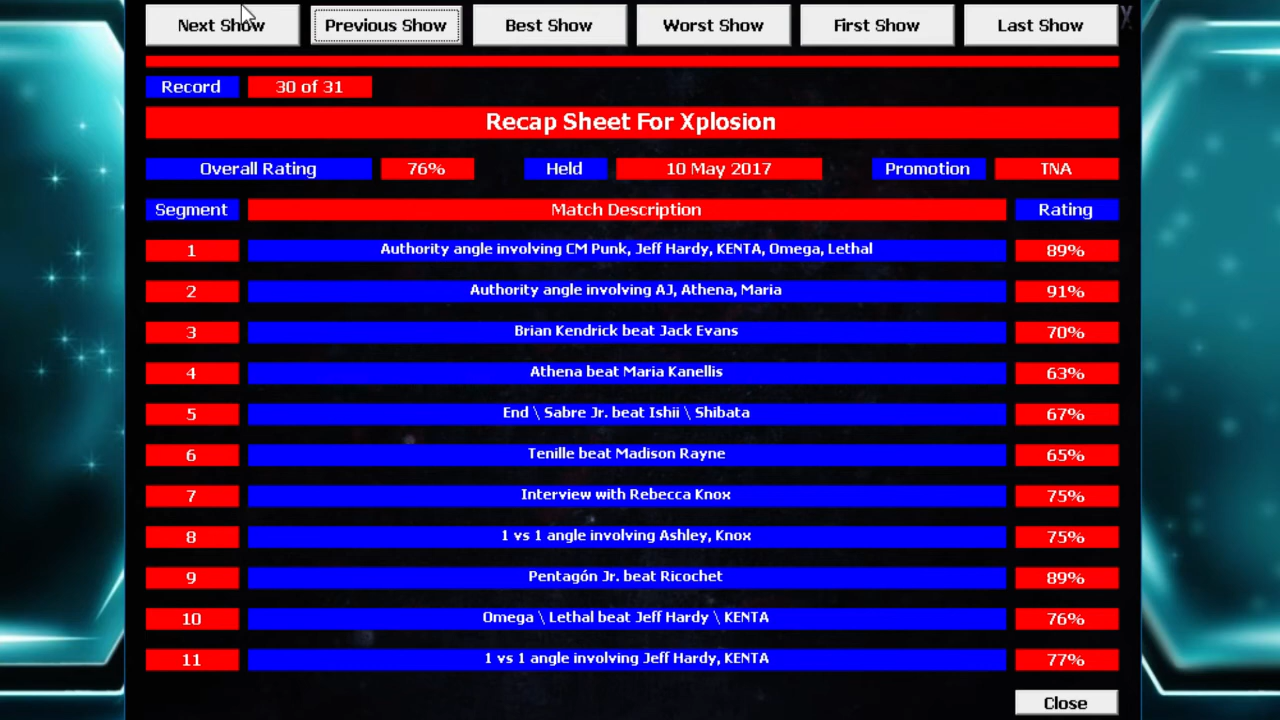 Next Show Previous Show Best Show Worst Show First Show Last Show X
Record 30 of 31
Recap Sheet For Xplosion
Overall Rating 76% Held 10 May 2017 Promotion TNA
Segment Match Description Rating
1 Authority angle involving CM Punk, Jeff Hardy, KENTA, Omega, Lethal 89%
2 Authority angle involving AJ, Athena, Maria 91%
3 Brian Kendrick beat Jack Evans 70%
4 Athena beat Maria Kanellis 63%
5 End \ Sabre Jr. beat Ishii \ Shibata 67%
6 Tenille beat Madison Rayne 65%
7 Interview with Rebecca Knox 75%
8 1 vs 1 angle involving Ashley, Knox 75%
9 Pentagón Jr. beat Ricochet 89%
10 Omega \ Lethal beat Jeff Hardy \ KENTA 76%
11 1 vs 1 angle involving Jeff Hardy, KENTA 77%
Close